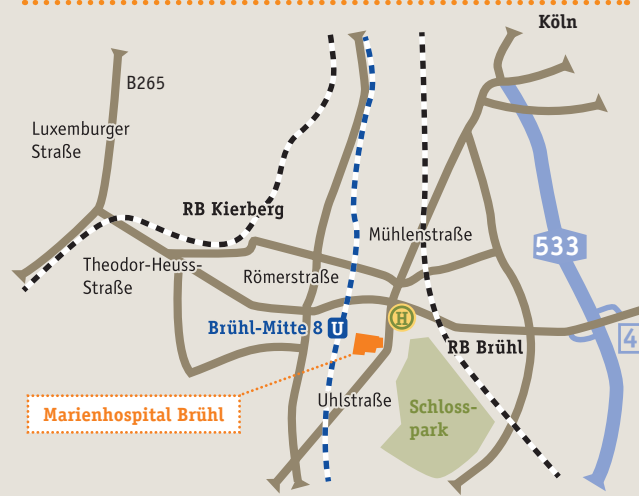 Köln
B265
Luxemburger
Straße
RB Kierberg
Mühlenstraße
533
Theodor-Heuss-
Straße
Römerstraße
Brühl-Mitte 8 U
H
4
RB Brühl
Marienhospital Brühl
Uhlstraße
Schloss-
park